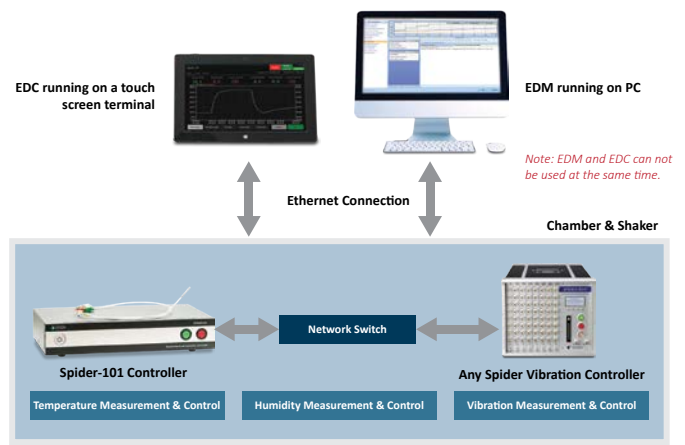 EDC running on a touch
screen terminal
EDM running on PC
Note: EDM and EDC can not
be used at the same time.
Ethernet Connection
Chamber & Shaker
Network Switch
Spider-101 Controller
Any Spider Vibration Controller
Temperature Measurement & Control
Humidity Measurement & Control
Vibration Measurement & Control